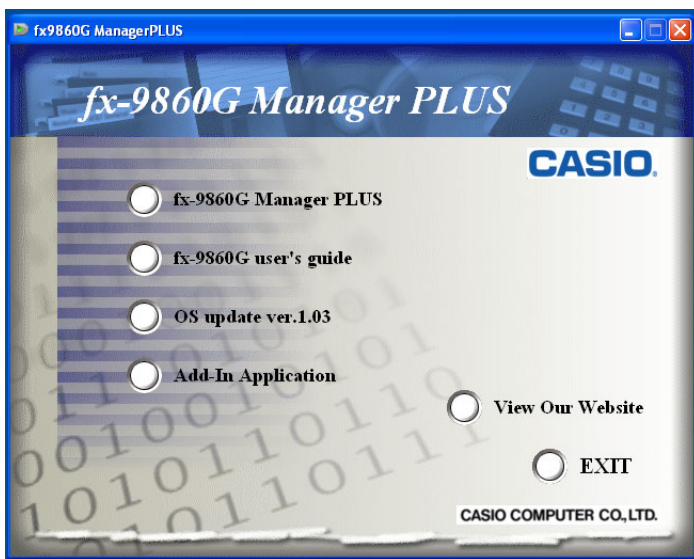 fx9860G ManagerPLUS
fx-9860G Manager PLUS
CASIO.
fx-9860G Manager PLUS
fx-9860G user's guide
OS update ver.1.03
Add-In Application
View Our Website
EXIT
CASIO COMPUTER CO., LTD.